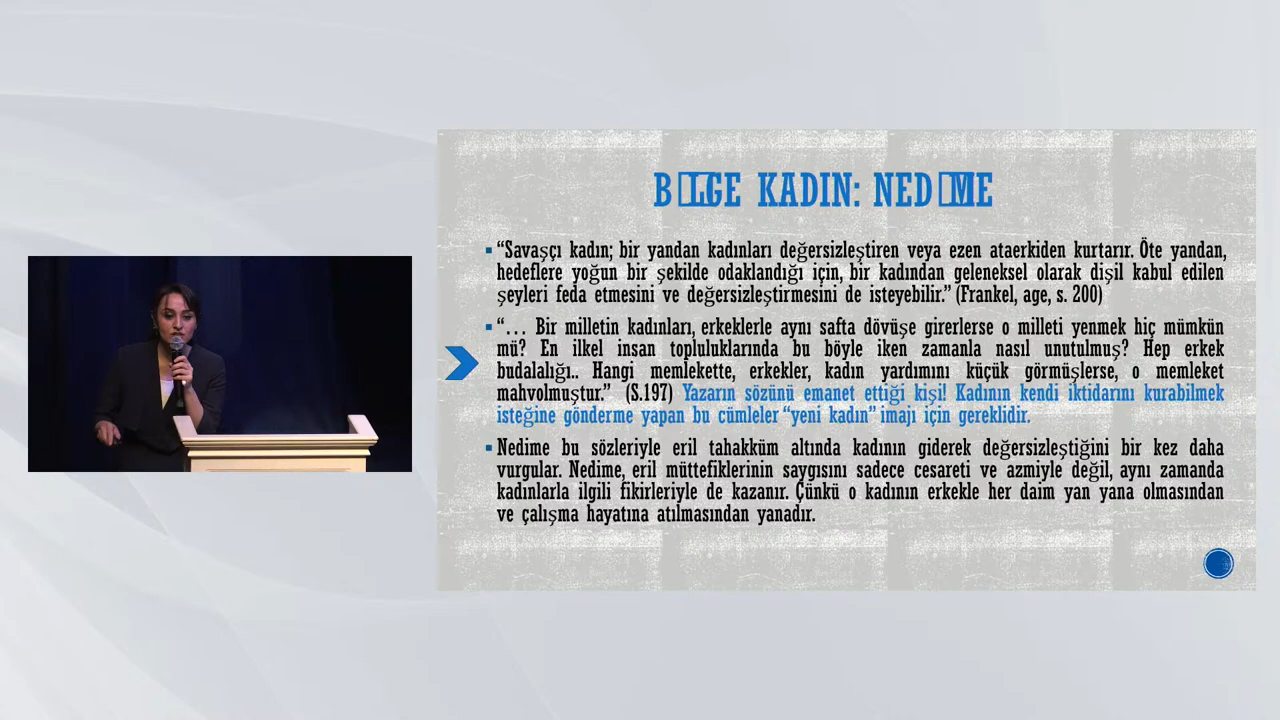 BİLGE KADIN: NEDİME
“Savaşçı kadın; bir yandan kadınları değersizleştiren veya ezen ataerkiden kurtarır. Öte yandan,
hedeflere yoğun bir şekilde odaklandığı için, bir kadından geleneksel olarak dişil kabul edilen
şeyleri feda etmesini ve değersizleştirmesini de isteyebilir.” (Frankel, age, s. 200)
“… Bir milletin kadınları, erkeklerle aynı safta dövüşe girerlerse o milleti yenmek hiç mümkün
mü? En ilkel insan topluluklarında bu böyle iken zamanla nasıl unutulmuş? Hep erkek
budalalığı.. Hangi memlekette, erkekler, kadın yardımını küçük görmüşlerse, o memleket
mahvolmuştur.” (S.197) Yazarın sözünü emanet ettiği kişi! Kadının kendi iktidarını kurabilmek
isteğine gönderme yapan bu cümleler “yeni kadın” imajı için gereklidir.
Nedime bu sözleriyle eril tahakküm altında kadının giderek değersizleştiğini bir kez daha
vurgular. Nedime, eril müttefiklerinin saygısını sadece cesareti ve azmiyle değil, aynı zamanda
kadınlarla ilgili fikirleriyle de kazanır. Çünkü o kadının erkekle her daim yan yana olmasından
ve çalışma hayatına atılmasından yanadır.